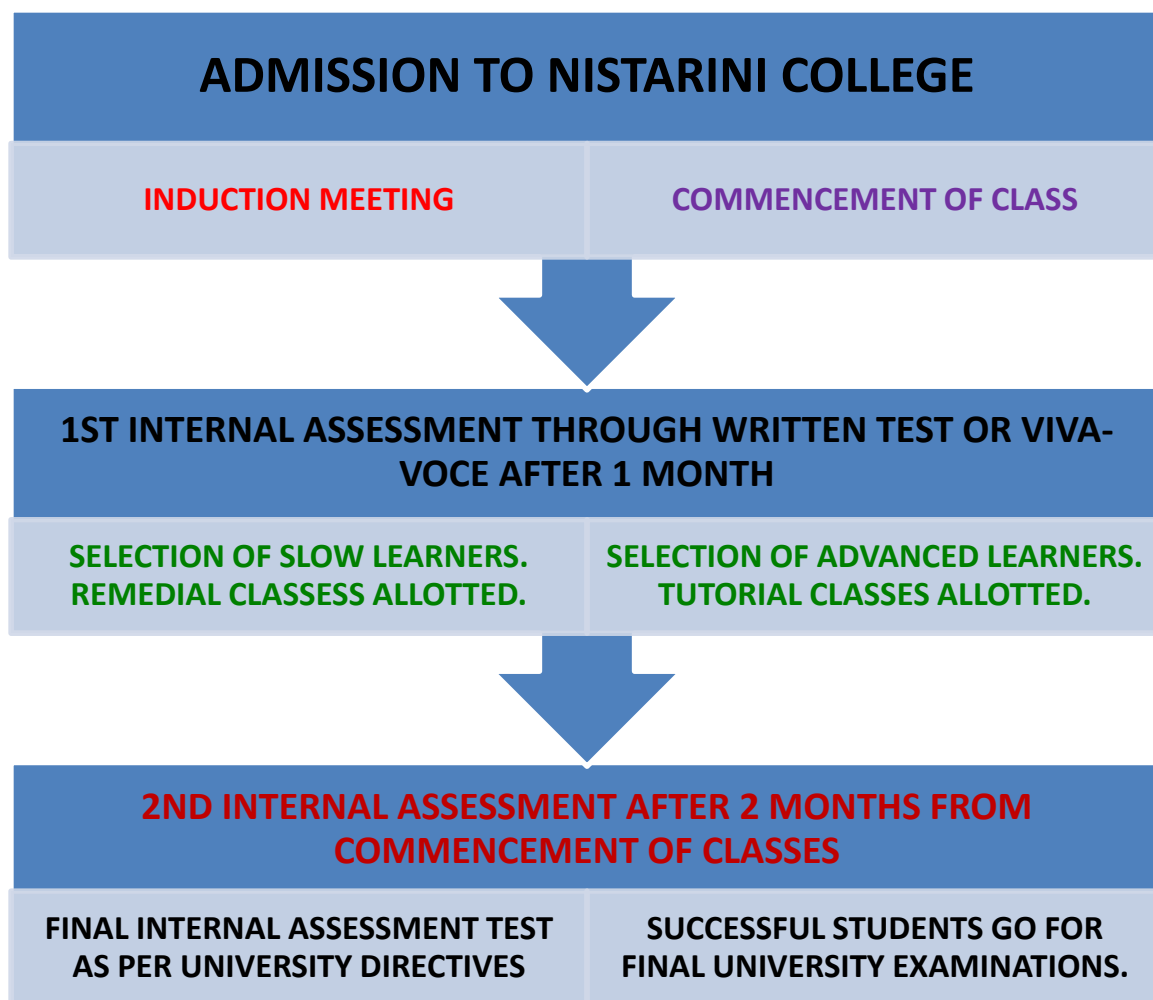 ADMISSION TO NISTARINI COLLEGE
INDUCTION MEETING
COMMENCEMENT OF CLASS
1ST INTERNAL ASSESSMENT THROUGH WRITTEN TEST OR VIVA-
VOCE AFTER 1 MONTH
SELECTION OF SLOW LEARNERS.
REMEDIAL CLASSESS ALLOTTED.
SELECTION OF ADVANCED LEARNERS.
TUTORIAL CLASSES ALLOTTED.
2ND INTERNAL ASSESSMENT AFTER 2 MONTHS FROM
COMMENCEMENT OF CLASSES
FINAL INTERNAL ASSESSMENT TEST
AS PER UNIVERSITY DIRECTIVES
SUCCESSFUL STUDENTS GO FOR
FINAL UNIVERSITY EXAMINATIONS.